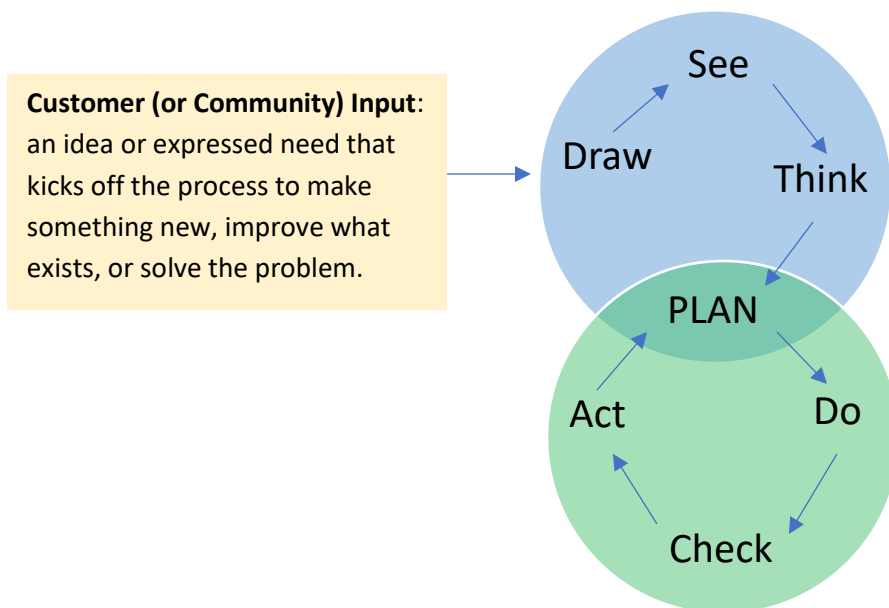 Customer (or Community) Input:
an idea or expressed need that
kicks off the process to make
something new, improve what
exists, or solve the problem.
See
Draw
Think
PLAN
Act
Do
Check